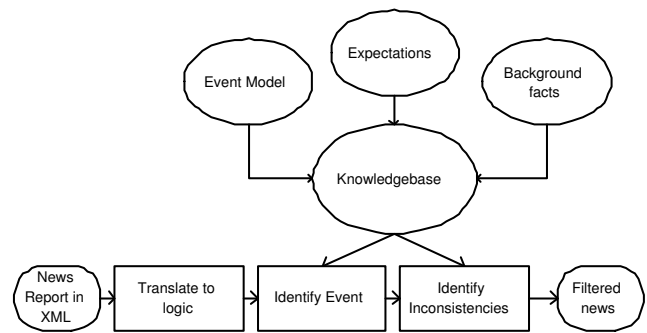 Expectations
Event Model
Background
facts
Knowledgebase
News
Report in
XML
Translate to
logic
Identify Event
Identify
Inconsistencies
Filtered
news